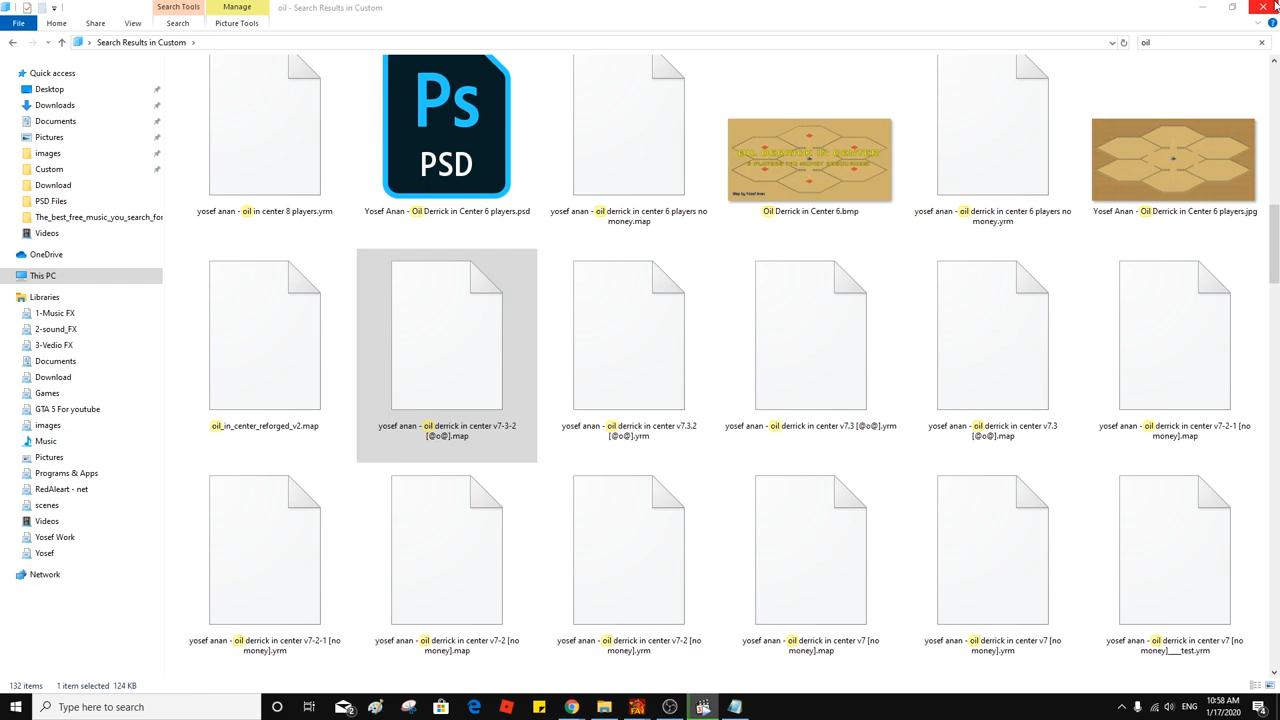 Search Tools
Manage
oil - Search Results in Custom
File
Home
Share
View
Search
Picture Tools
Search Results in Custom
oil
Quick access
Desktop
Downloads
Documents
Pictures
images
Custom
Download
PSD Files
The_best_free_music_you_search_for
Videos
OneDrive
This PC
Libraries
1-Music FX
2-sound_FX
3-Vedio FX
Documents
Download
Games
GTA 5 For youtube
images
Music
Pictures
Programs & Apps
RedAleart - net
scenes
Videos
Yosef Work
Yosef
Network
Ps
PSD
OIL DERRICK IN CENTER
Map by Yosef Anan
yosef anan - oil in center 8 players.yrm
Yosef Anan - Oil Derrick in Center 6 players.psd
yosef anan - oil derrick in center 6 players no
money.map
Oil Derrick in Center 6.bmp
yosef anan - oil derrick in center 6 players no
money.yrm
Yosef Anan - Oil Derrick in Center 6 players.jpg
oil_in_center_reforged_v2.map
yosef anan - oil derrick in center v7-3-2
[@o@].map
yosef anan - oil derrick in center v7.3.2
[@o@].yrm
yosef anan - oil derrick in center v7.3 [@o@].yrm
yosef anan - oil derrick in center v7.3
[@o@].map
yosef anan - oil derrick in center v7-2-1 [no
money].map
yosef anan - oil derrick in center v7-2-1 [no
money].yrm
yosef anan - oil derrick in center v7-2 [no
money].map
yosef anan - oil derrick in center v7-2 [no
money].yrm
yosef anan - oil derrick in center v7 [no
money].map
yosef anan - oil derrick in center v7 [no
money].yrm
yosef anan - oil derrick in center v7 [no
money]___test.yrm
132 items
1 item selected 124 KB
Type here to search
10:58 AM
1/17/2020